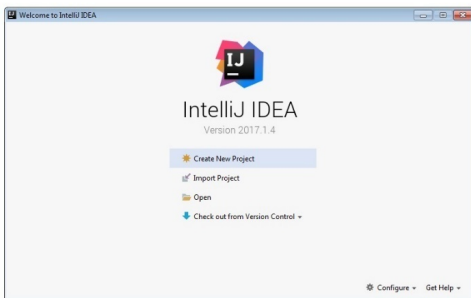 Welcome to IntelliJ IDEA
IJ
IntelliJ IDEA
Version 2017.1.4
Create New Project
Import Project
Open
Check out from Version Control
Configure Get Help